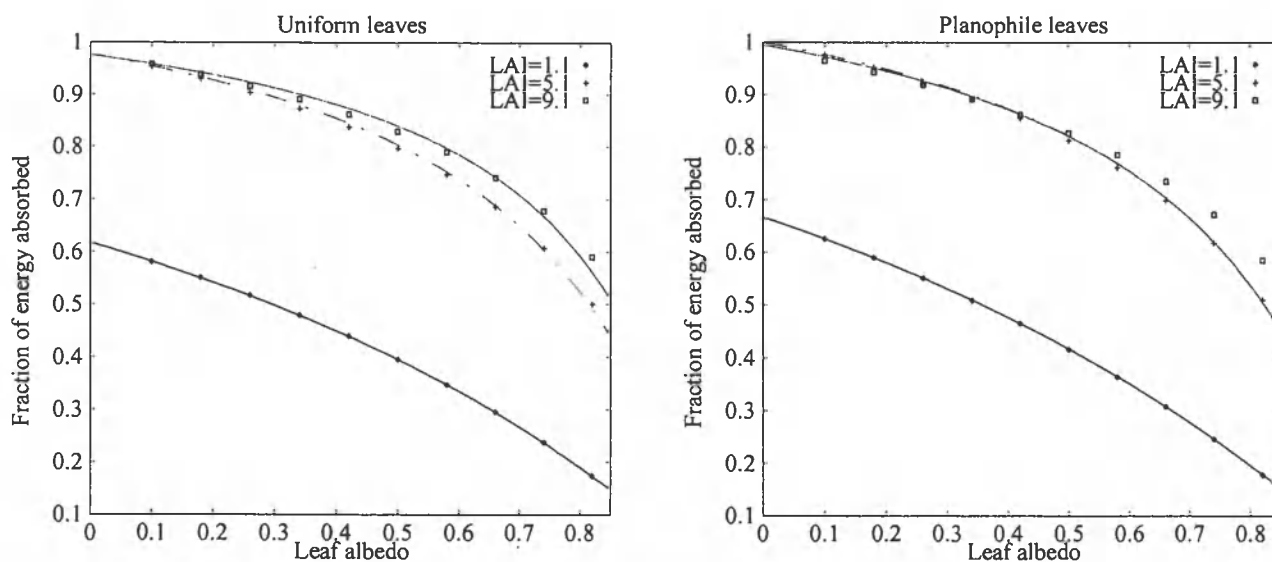 Uniform leaves
1
0.9
0.8
0.7
0.6
0.5
0.4
0.3
0.2
0.1
0 0.1 0.2 0.3 0.4 0.5 0.6 0.7 0.8
Fraction of energy absorbed
Leaf albedo
LAI=1.1
LAI=5.1
LAI=9.1
Planophile leaves
1
0.9
0.8
0.7
0.6
0.5
0.4
0.3
0.2
0.1
0 0.1 0.2 0.3 0.4 0.5 0.6 0.7 0.8
Fraction of energy absorbed
Leaf albedo
LAI=1.1
LAI=5.1
LAI=9.1